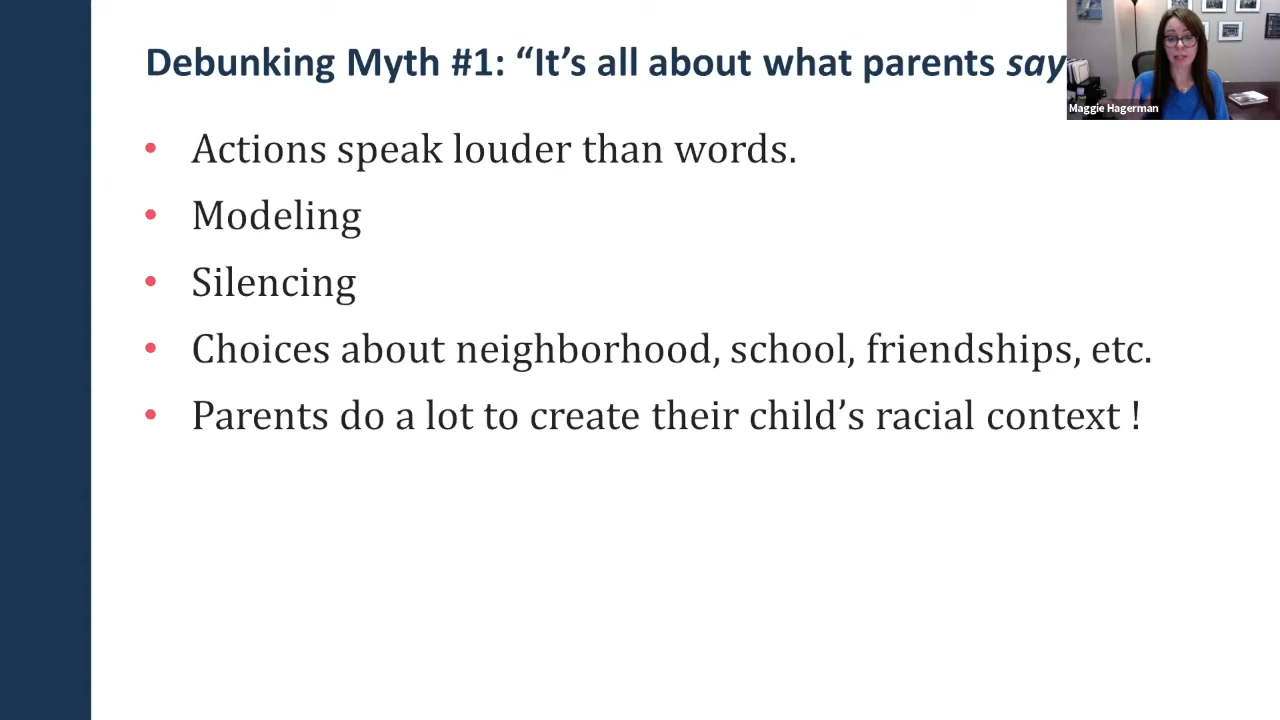 Debunking Myth #1: “It’s all about what parents say
Maggie Hagerman
• Actions speak louder than words.
• Modeling
• Silencing
• Choices about neighborhood, school, friendships, etc.
• Parents do a lot to create their child’s racial context !